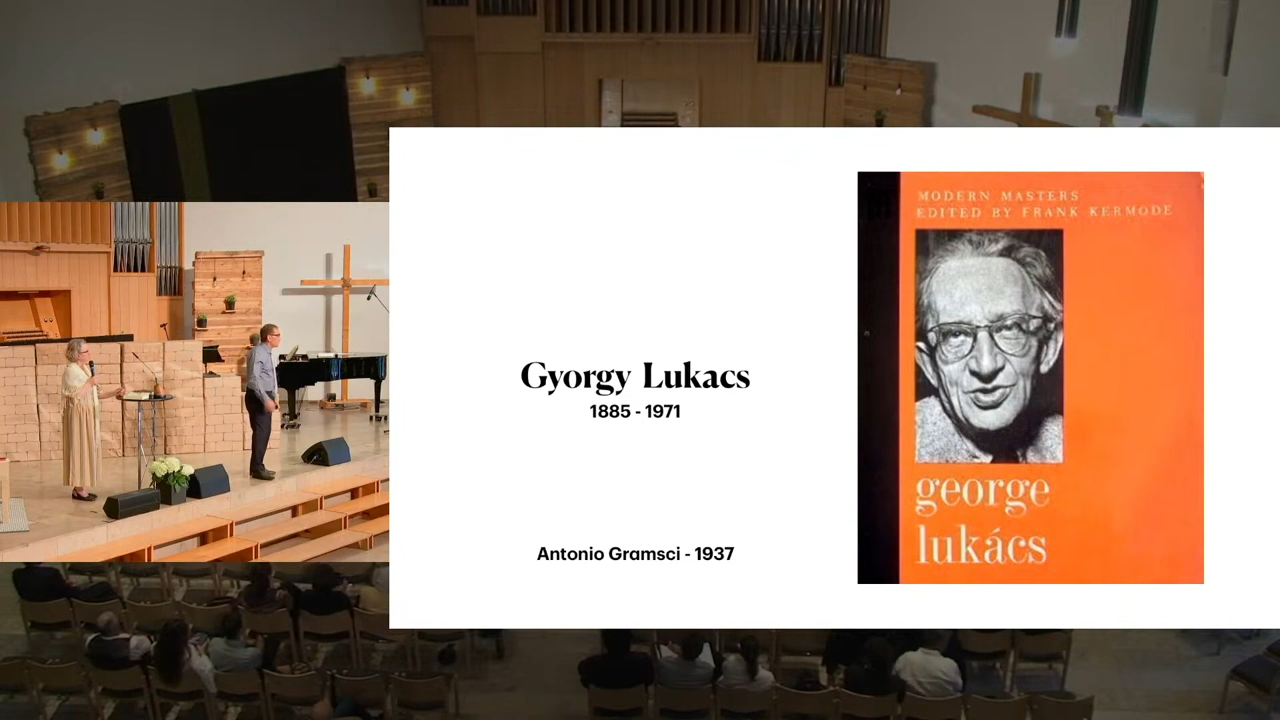 Gyorgy Lukacs
1885 - 1971
Antonio Gramsci - 1937
MODERN MASTERS
EDITED BY FRANK KERMODE
george
lukács